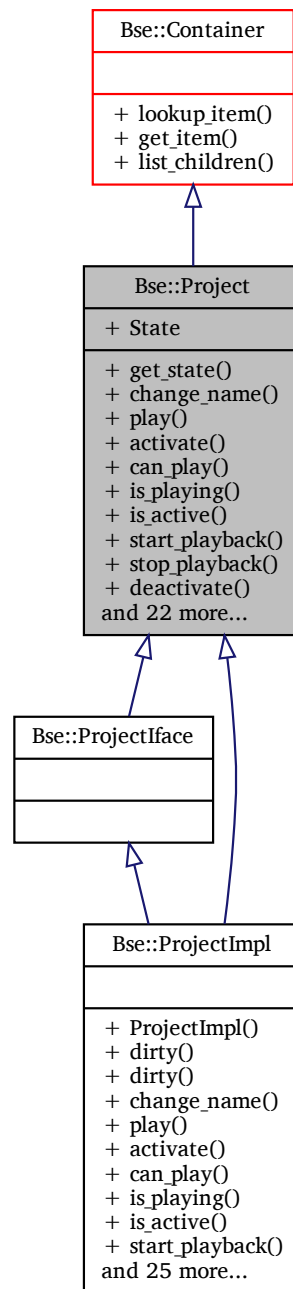 Bse::Container
+ lookup_item()
+ get_item()
+ list_children()
Bse::Project
+ State
+ get_state()
+ change_name()
+ play()
+ activate()
+ can_play()
+ is_playing()
+ is_active()
+ start_playback()
+ stop_playback()
+ deactivate()
and 22 more...
Bse::ProjectIface
Bse::ProjectImpl
+ ProjectImpl()
+ dirty()
+ dirty()
+ change_name()
+ play()
+ activate()
+ can_play()
+ is_playing()
+ is_active()
+ start_playback()
and 25 more...